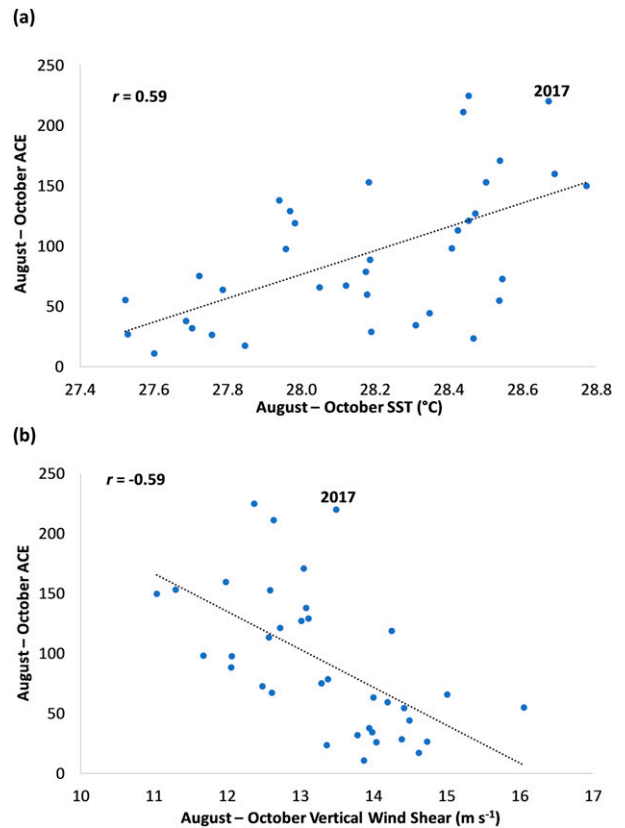 (a)
250
200
150
100
50
0
August – October ACE
r = 0.59
2017
27.4 27.6 27.8 28.0 28.2 28.4 28.6 28.8
August – October SST (°C)
(b)
250
200
150
100
50
0
August – October ACE
r = -0.59
2017
10 11 12 13 14 15 16 17
August – October Vertical Wind Shear (m s⁻¹)